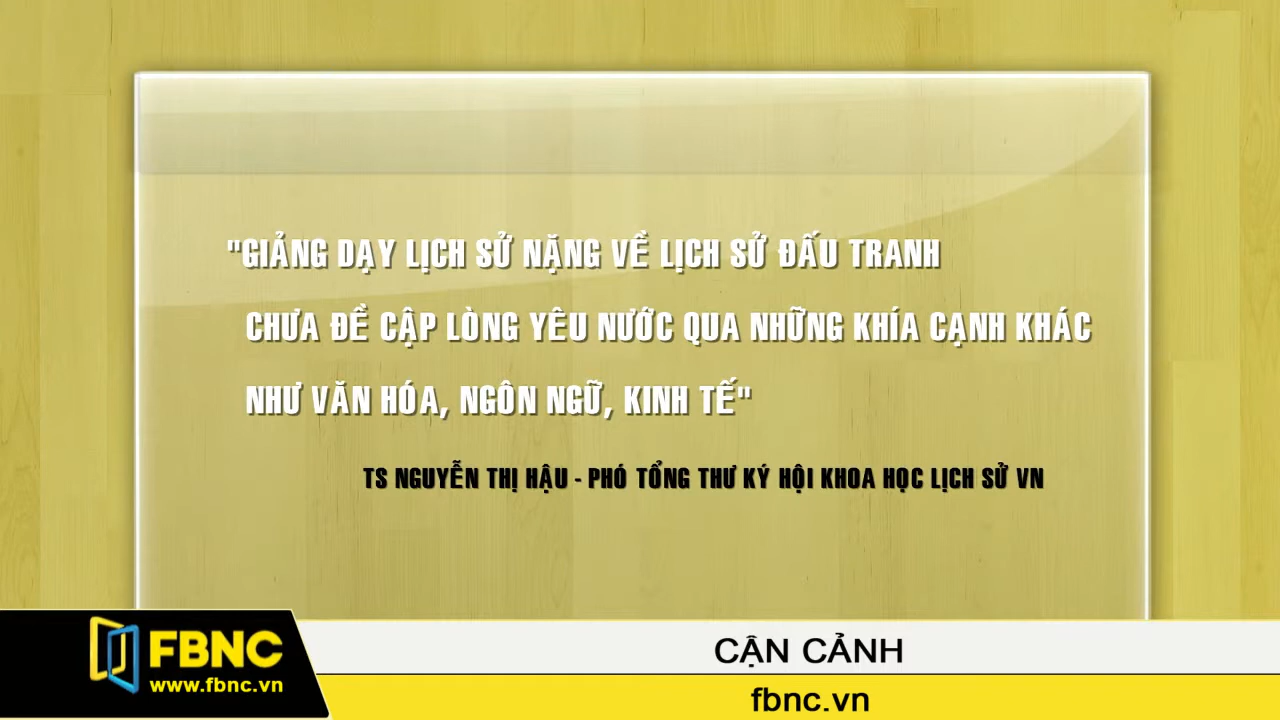 "GIẢNG DẠY LỊCH SỬ NẶNG VỀ LỊCH SỬ ĐẤU TRANH
CHƯA ĐỀ CẬP LÒNG YÊU NƯỚC QUA NHỮNG KHÍA CẠNH KHÁC
NHƯ VĂN HÓA, NGÔN NGỮ, KINH TẾ"
TS NGUYỄN THỊ HẬU - PHÓ TỔNG THƯ KÝ HỘI KHOA HỌC LỊCH SỬ VN
FBNC
www.fbnc.vn
CẬN CẢNH
fbnc.vn